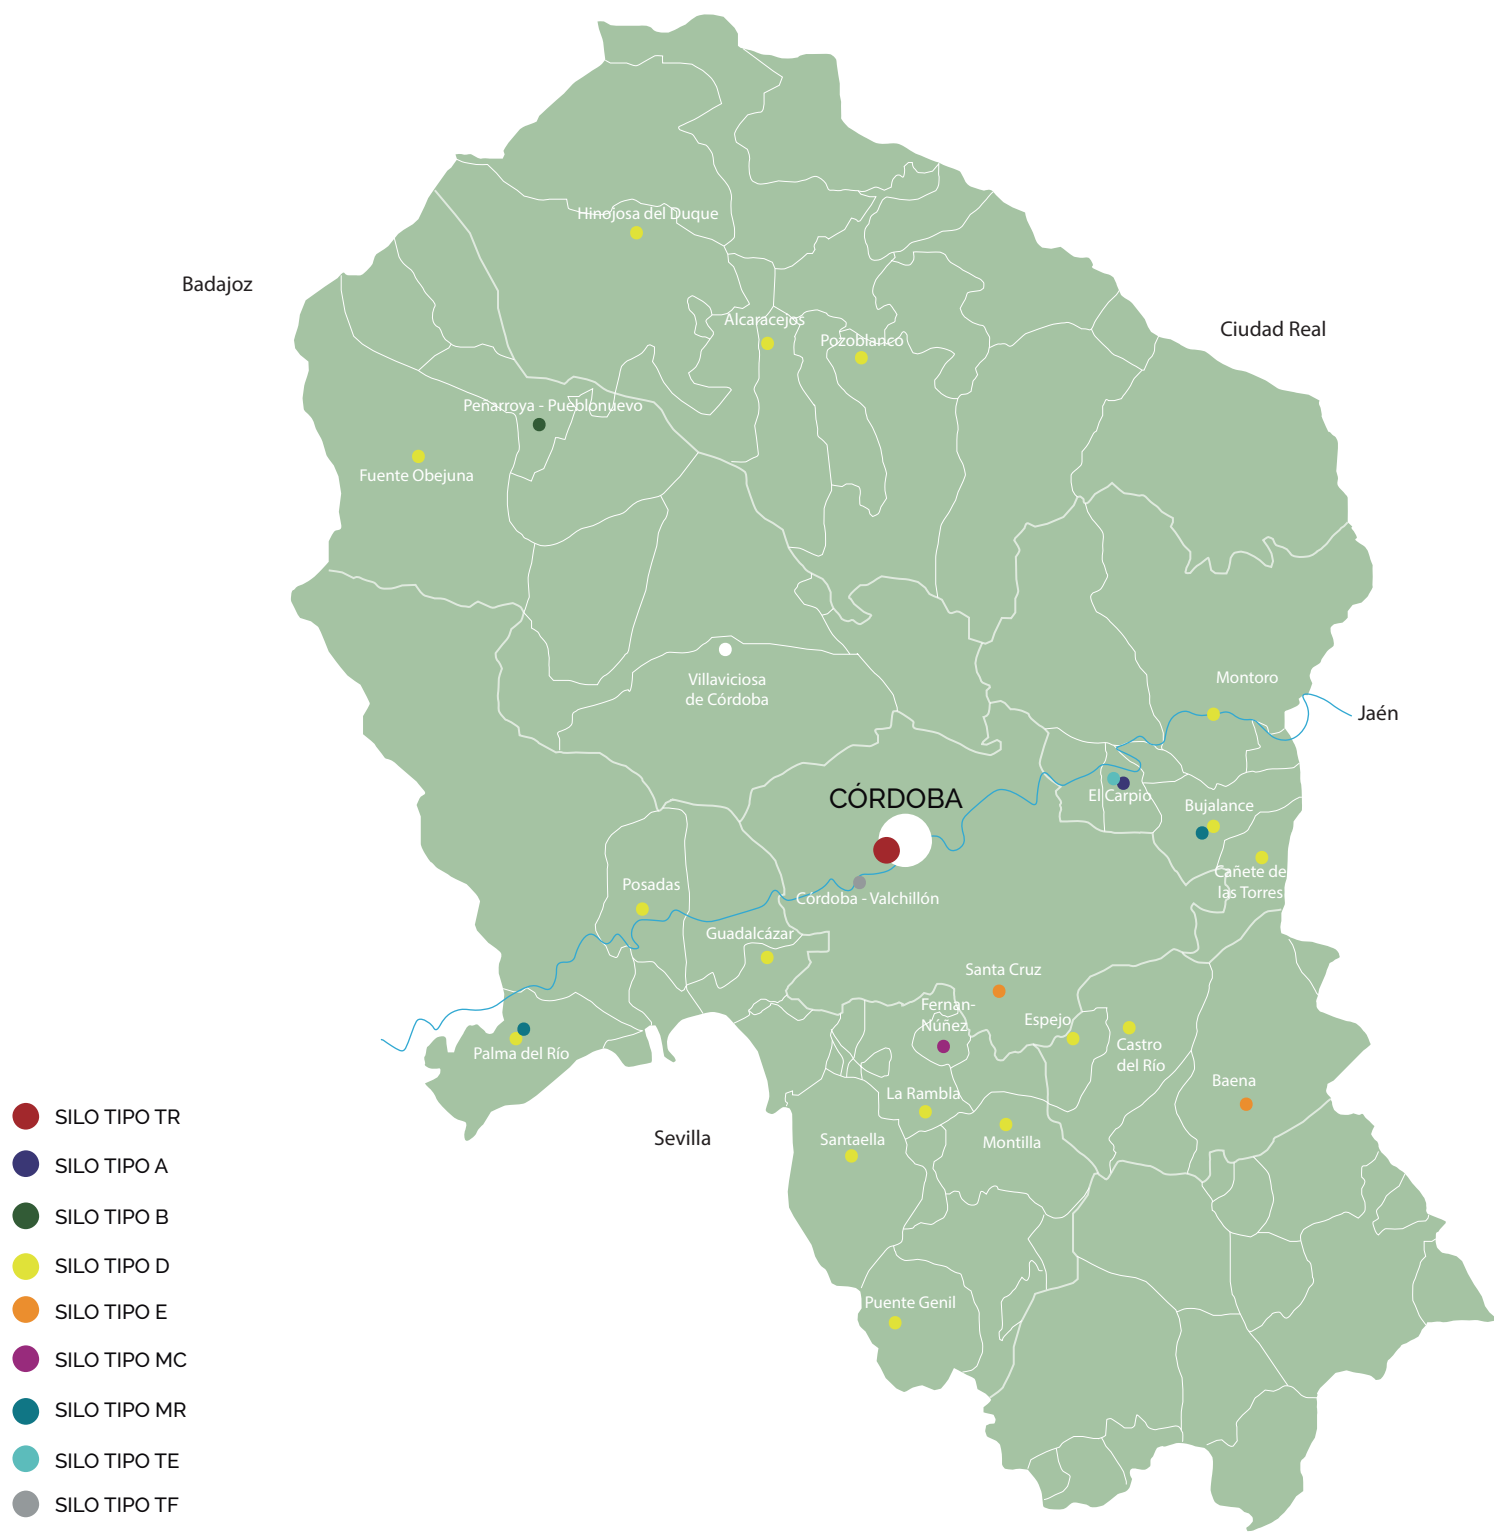 Hinojosa del Duque
Badajoz
Alcaracejos
Ciudad Real
Pozoblanco
Peñarroya - Pueblonuevo
Fuente Obejuna
Villaviciosa
de Córdoba
Montoro
Jaén
CÓRDOBA
El Carpio
Bujalance
Cañete de
las Torres
Posadas
Córdoba - Valchillón
Guadalcázar
Santa Cruz
Fernan-
Núñez
Espejo
Castro
del Río
Palma del Río
Baena
La Rambla
Santaella
Montilla
Sevilla
Puente Genil
SILO TIPO TR
SILO TIPO A
SILO TIPO B
SILO TIPO D
SILO TIPO E
SILO TIPO MC
SILO TIPO MR
SILO TIPO TE
SILO TIPO TF